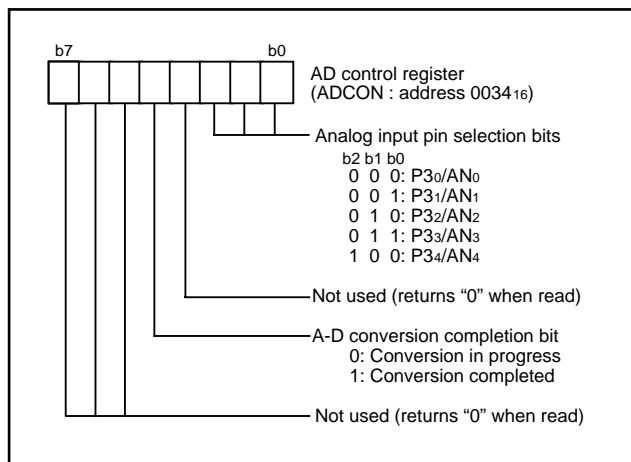 b7 b0
AD control register
(ADCON : address 003416)
Analog input pin selection bits
b2 b1 b0
0 0 0: P30/AN0
0 0 1: P31/AN1
0 1 0: P32/AN2
0 1 1: P33/AN3
1 0 0: P34/AN4
Not used (returns “0” when read)
A-D conversion completion bit
0: Conversion in progress
1: Conversion completed
Not used (returns “0” when read)